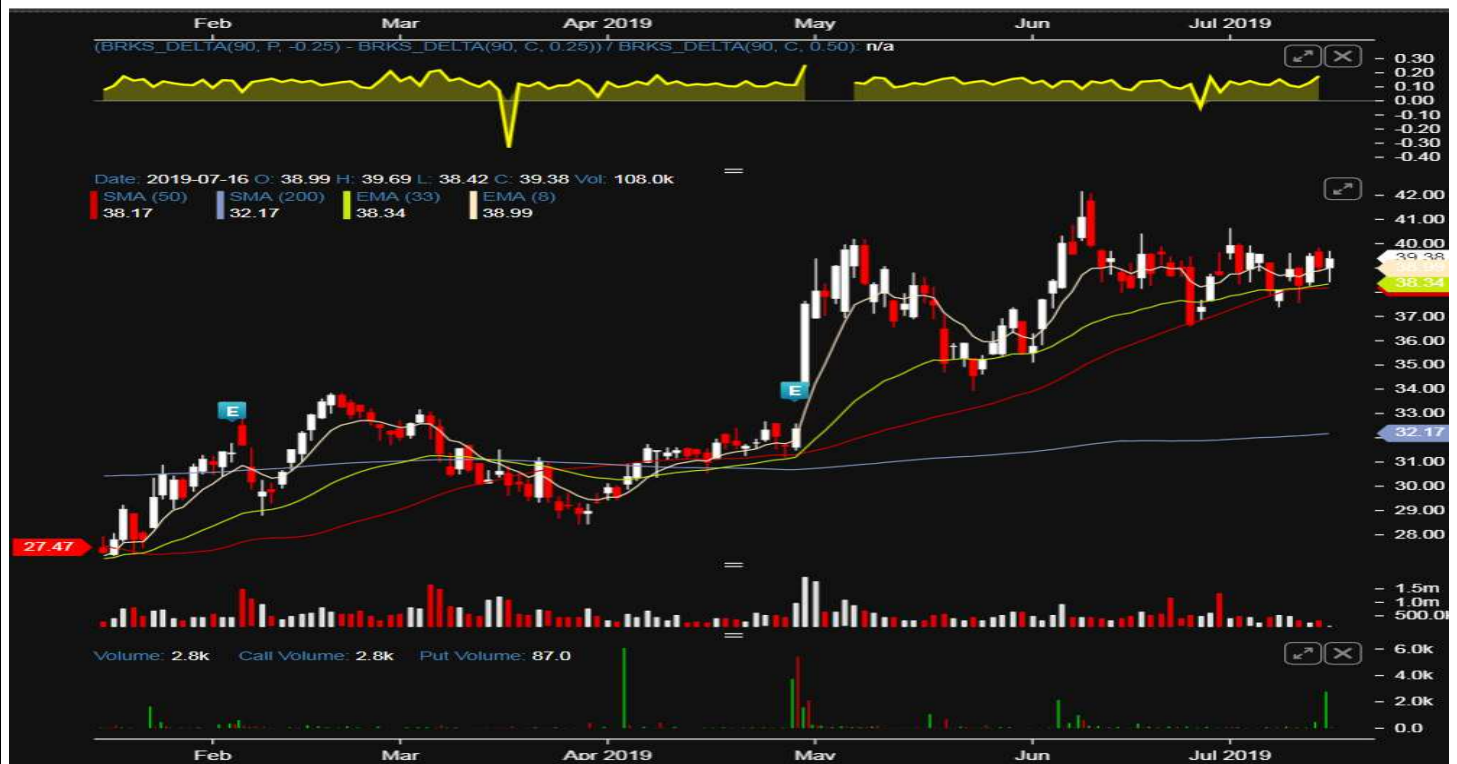 Feb Mar Apr 2019 May Jun Jul 2019
(BRKS_DELTA(90, P, -0.25) - BRKS_DELTA(90, C, 0.25)) / BRKS_DELTA(90, C, 0.50): n/a
0.30
0.20
0.10
0.00
-0.10
-0.20
-0.30
-0.40
Date: 2019-07-16 O: 38.99 H: 39.69 L: 38.42 C: 39.38 Vol: 108.0k
SMA (50) SMA (200) EMA (33) EMA (8)
38.17 32.17 38.34 38.99
42.00
41.00
40.00
39.38
38.99
38.34
37.00
36.00
35.00
34.00
33.00
32.17
31.00
30.00
29.00
28.00
E
E
27.47
1.5m
1.0m
500.0k
Volume: 2.8k Call Volume: 2.8k Put Volume: 87.0
6.0k
4.0k
2.0k
0.0
Feb Mar Apr 2019 May Jun Jul 2019